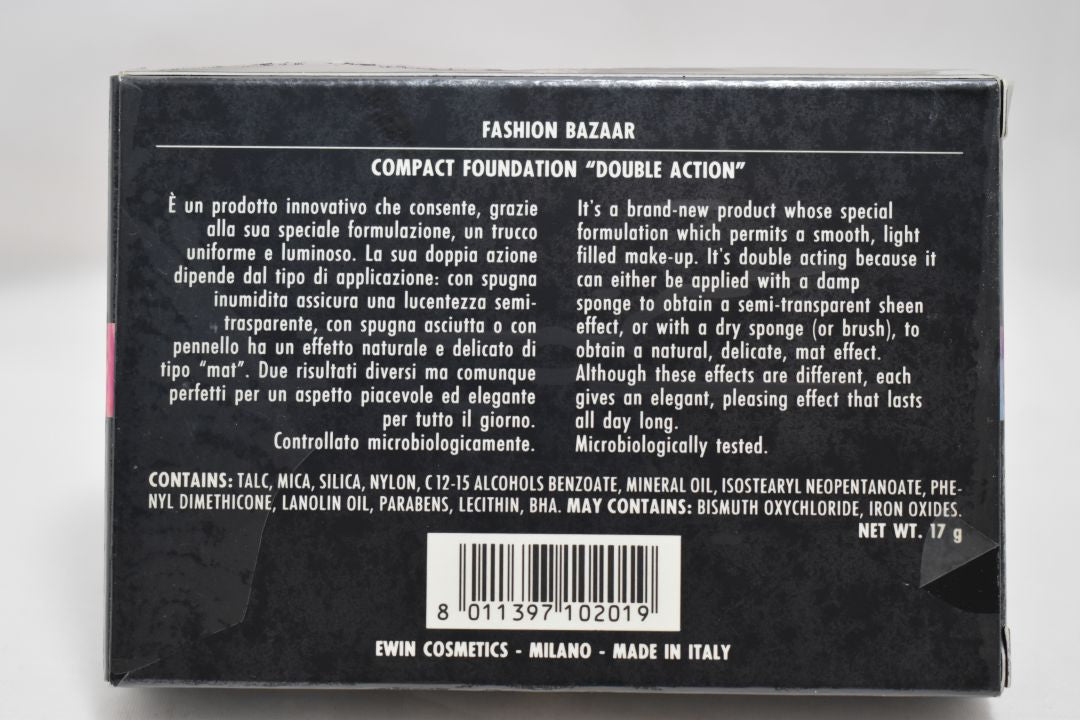 FASHION BAZAAR
COMPACT FOUNDATION "DOUBLE ACTION"
È un prodotto innovativo che consente, grazie
alla sua speciale formulazione, un trucco
uniforme e luminoso. La sua doppia azione
dipende dal tipo di applicazione: con spugna
inumidita assicura una lucentezza semi-
trasparente, con spugna asciutta o con
pennello ha un effetto naturale e delicato di
tipo "mat". Due risultati diversi ma comunque
perfetti per un aspetto piacevole ed elegante
per tutto il giorno.
Controllato microbiologicamente.
It's a brand-new product whose special
formulation which permits a smooth, light
filled make-up. It's double acting because it
can either be applied with a damp
sponge to obtain a semi-transparent sheen
effect, or with a dry sponge (or brush), to
obtain a natural, delicate, mat effect.
Although these effects are different, each
gives an elegant, pleasing effect that lasts
all day long.
Microbiologically tested.
CONTAINS: TALC, MICA, SILICA, NYLON, C 12-15 ALCOHOLS BENZOATE, MINERAL OIL, ISOSTEARYL NEOPENTANOATE, PHE-
NYL DIMETHICONE, LANOLIN OIL, PARABENS, LECITHIN, BHA. MAY CONTAINS: BISMUTH OXYCHLORIDE, IRON OXIDES.
NET WT. 17 g
8 011397 102019
EWIN COSMETICS - MILANO - MADE IN ITALY